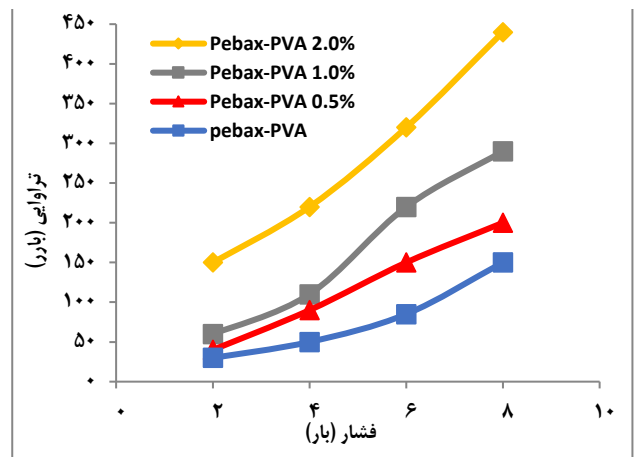 ۴۵۰
۴۰۰
۳۵۰
۳۰۰
۲۵۰
۲۰۰
۱۵۰
۱۰۰
۵۰
۰
تراوایی (بارر)
Pebax-PVA 2.0%
Pebax-PVA 1.0%
Pebax-PVA 0.5%
pebax-PVA
۰ ۲ ۴ ۶ ۸ ۱۰
فشار (بار)